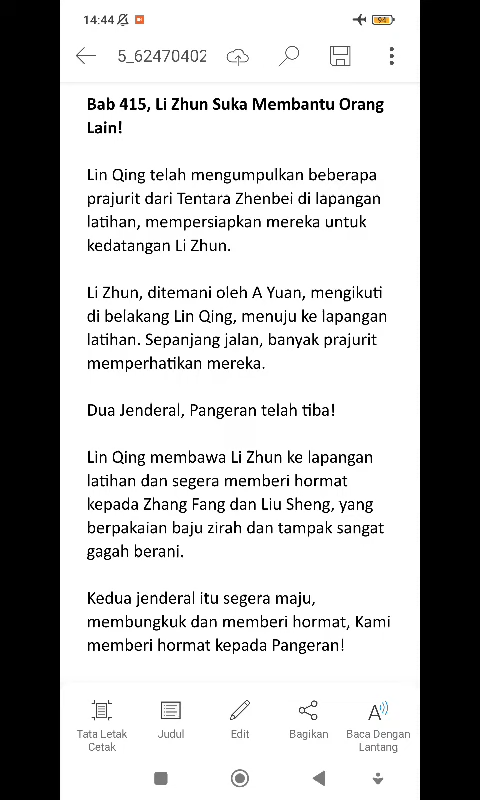 14:44
94
5_62470402
Bab 415, Li Zhun Suka Membantu Orang
Lain!
Lin Qing telah mengumpulkan beberapa
prajurit dari Tentara Zhenbei di lapangan
latihan, mempersiapkan mereka untuk
kedatangan Li Zhun.
Li Zhun, ditemani oleh A Yuan, mengikuti
di belakang Lin Qing, menuju ke lapangan
latihan. Sepanjang jalan, banyak prajurit
memperhatikan mereka.
Dua Jenderal, Pangeran telah tiba!
Lin Qing membawa Li Zhun ke lapangan
latihan dan segera memberi hormat
kepada Zhang Fang dan Liu Sheng, yang
berpakaian baju zirah dan tampak sangat
gagah berani.
Kedua jenderal itu segera maju,
membungkuk dan memberi hormat, Kami
memberi hormat kepada Pangeran!
Tata Letak
Cetak
Judul
Edit
Bagikan
Baca Dengan
Lantang